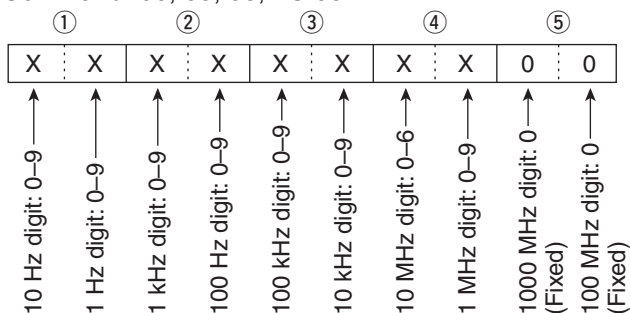 ① ② ③ ④ ⑤
X X X X X X X X 0 0
10 Hz digit: 0–9
1 Hz digit: 0–9
1 kHz digit: 0–9
100 Hz digit: 0–9
100 kHz digit: 0–9
10 kHz digit: 0–9
10 MHz digit: 0–6
1 MHz digit: 0–9
1000 MHz digit: 0
(Fixed)
100 MHz digit: 0
(Fixed)